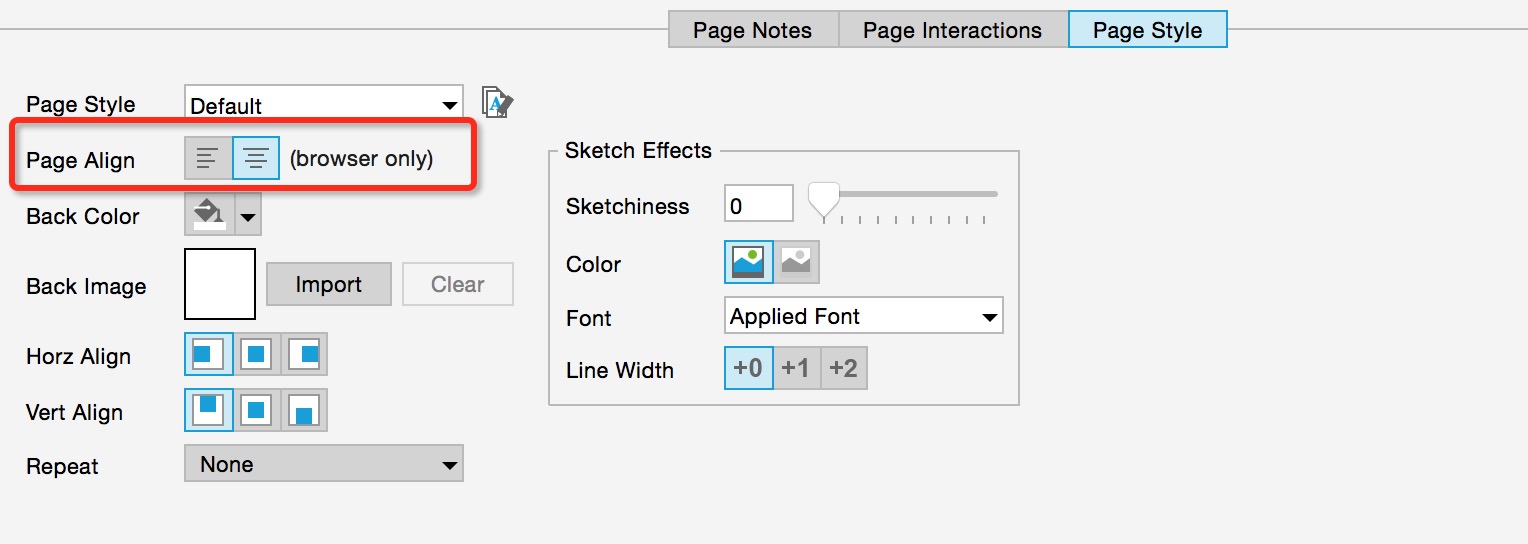 Page Notes
Page Interactions
Page Style
Page Style
Default
Page Align
(browser only)
Back Color
Back Image
Import
Clear
Horz Align
Vert Align
Repeat
None
Sketch Effects
Sketchiness
0
Color
Font
Applied Font
Line Width
+0
+1
+2